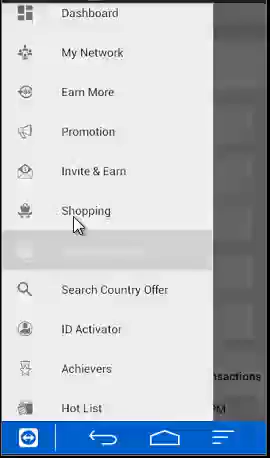 Dashboard
My Network
Earn More
Promotion
Invite & Earn
Shopping
Search Country Offer
ID Activator
Achievers
nsactions
Hot List
PM